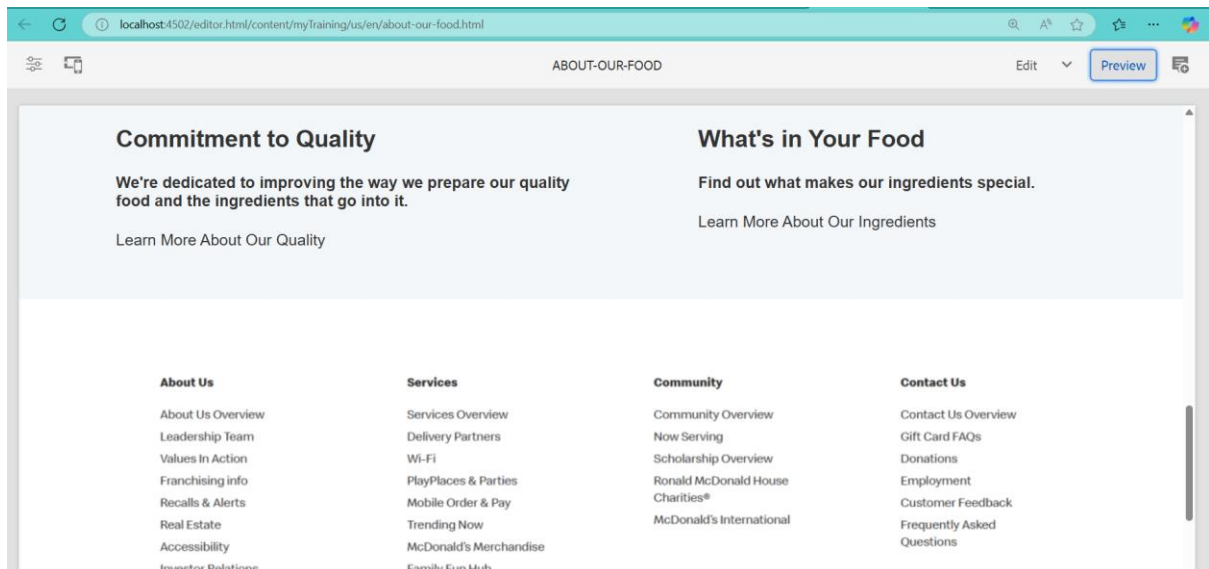 localhost:4502/editor.html/content/myTraining/us/en/about-our-food.html
ABOUT-OUR-FOOD
Edit
Preview
Commitment to Quality
We're dedicated to improving the way we prepare our quality
food and the ingredients that go into it.
Learn More About Our Quality
What's in Your Food
Find out what makes our ingredients special.
Learn More About Our Ingredients
About Us
About Us Overview
Leadership Team
Values In Action
Franchising info
Recalls & Alerts
Real Estate
Accessibility
Investor Relations
Services
Services Overview
Delivery Partners
Wi-Fi
PlayPlaces & Parties
Mobile Order & Pay
Trending Now
McDonald's Merchandise
Family Fun Hub
Community
Community Overview
Now Serving
Scholarship Overview
Ronald McDonald House
Charities®
McDonald's International
Contact Us
Contact Us Overview
Gift Card FAQs
Donations
Employment
Customer Feedback
Frequently Asked
Questions